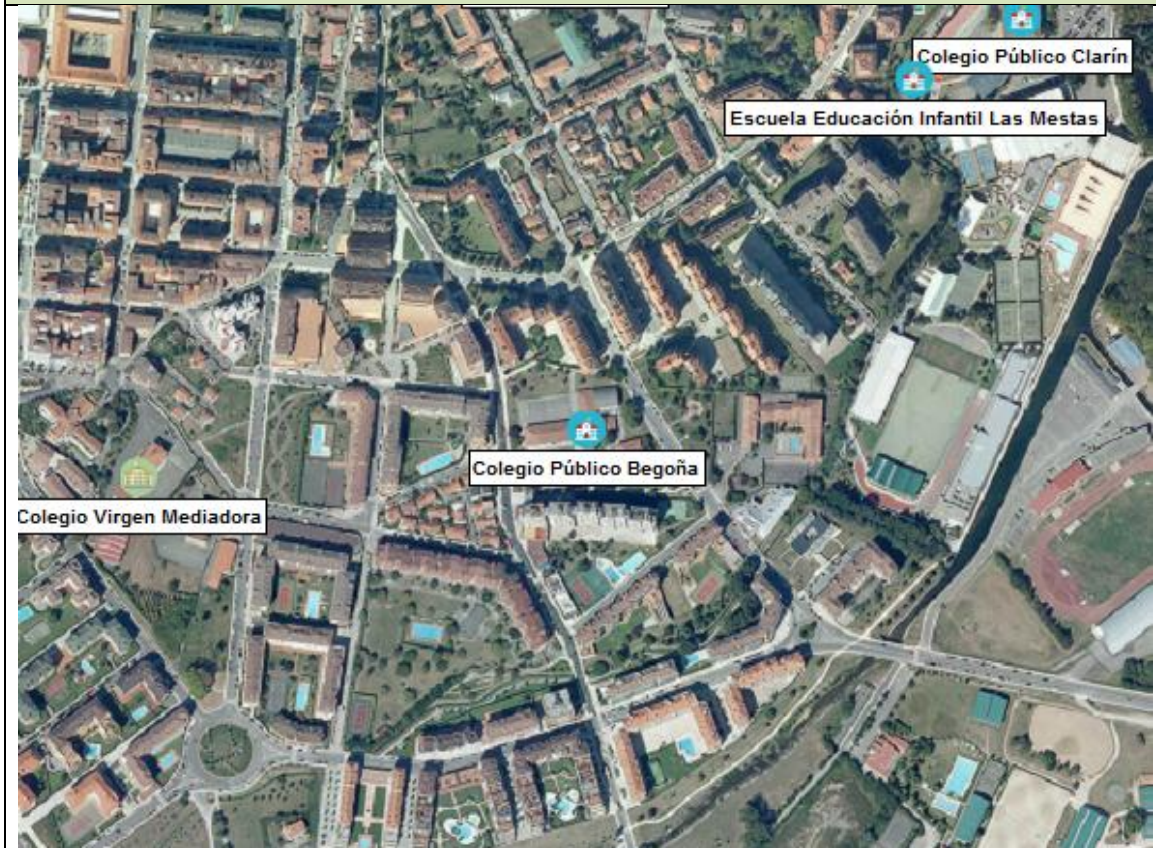 Colegio Público Clarín
Escuela Educación Infantil Las Mestas
Colegio Público Begoña
Colegio Virgen Mediadora